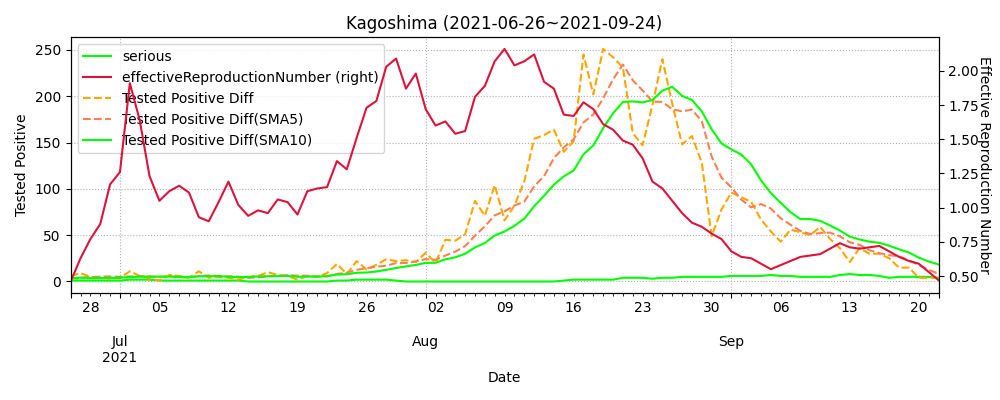 Kagoshima (2021-06-26~2021-09-24)
serious
effectiveReproductionNumber (right)
Tested Positive Diff
Tested Positive Diff(SMA5)
Tested Positive Diff(SMA10)
Tested Positive
250
200
150
100
50
0
2.00
1.75
1.50
1.25
1.00
0.75
0.50
Effective Reproduction Number
28 05 12 19 26 02 09 16 23 30 06 13 20
Jul Aug Sep
2021
Date